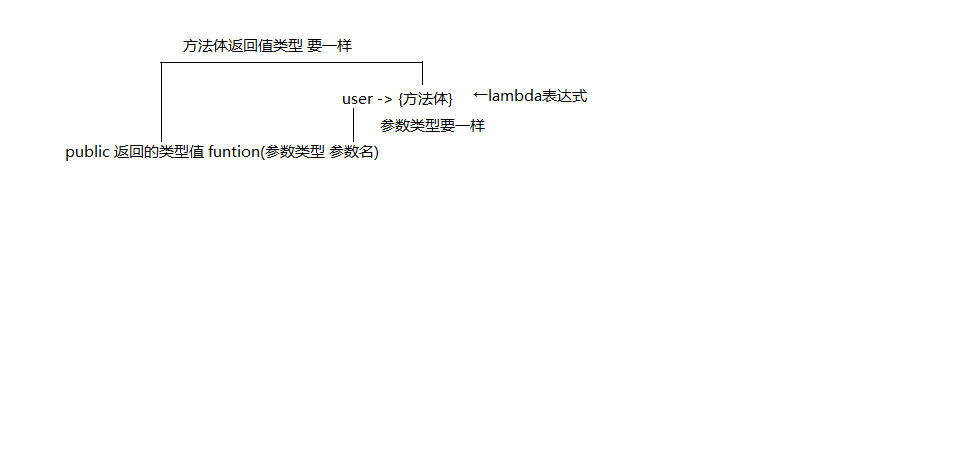 方法体返回值类型 要一样
user -> {方法体} ←lambda表达式
参数类型要一样
public 返回的类型值 funtion(参数类型 参数名)